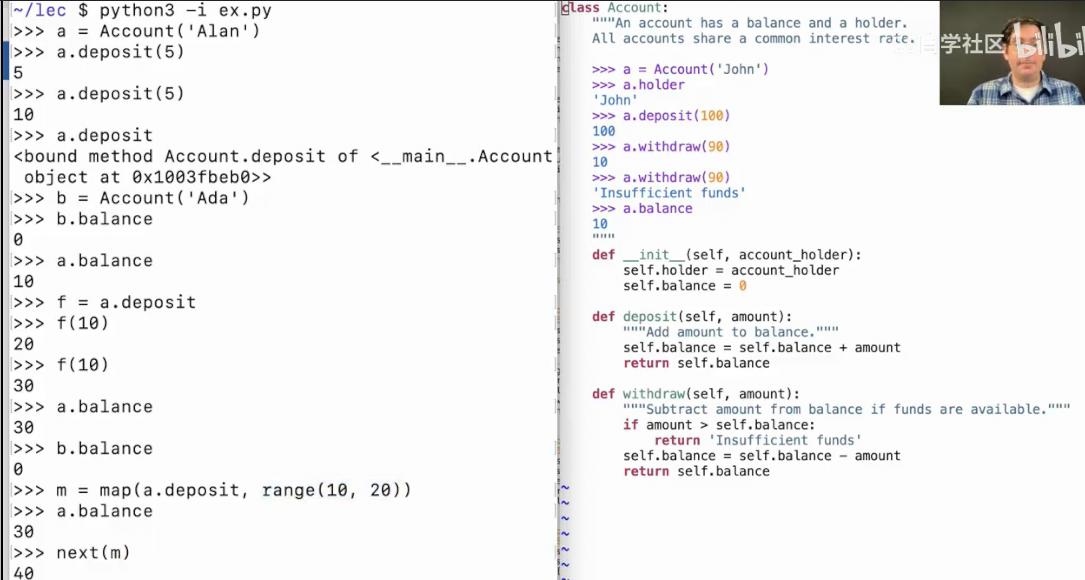 ~/lec $ python3 -i ex.py
>>> a = Account('Alan')
>>> a.deposit(5)
5
>>> a.deposit(5)
10
>>> a.deposit
<bound method Account.deposit of <__main__.Account
 object at 0x1003fbeb0>>
>>> b = Account('Ada')
>>> b.balance
0
>>> a.balance
10
>>> f = a.deposit
>>> f(10)
20
>>> f(10)
30
>>> a.balance
30
>>> b.balance
0
>>> m = map(a.deposit, range(10, 20))
>>> a.balance
30
>>> next(m)
40
class Account:
    """An account has a balance and a holder.
    All accounts share a common interest rate.

    >>> a = Account('John')
    >>> a.holder
    'John'
    >>> a.deposit(100)
    100
    >>> a.withdraw(90)
    10
    >>> a.withdraw(90)
    'Insufficient funds'
    >>> a.balance
    10
    """
    def __init__(self, account_holder):
        self.holder = account_holder
        self.balance = 0

    def deposit(self, amount):
        """Add amount to balance."""
        self.balance = self.balance + amount
        return self.balance

    def withdraw(self, amount):
        """Subtract amount from balance if funds are available."""
        if amount > self.balance:
            return 'Insufficient funds'
        self.balance = self.balance - amount
        return self.balance
~
~
~
~
~
~
~
自学社区 bilibili